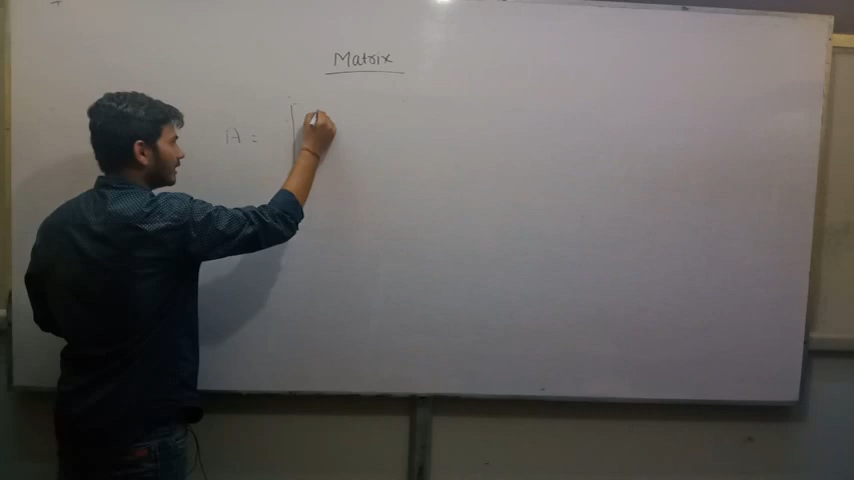 Matrix
A =